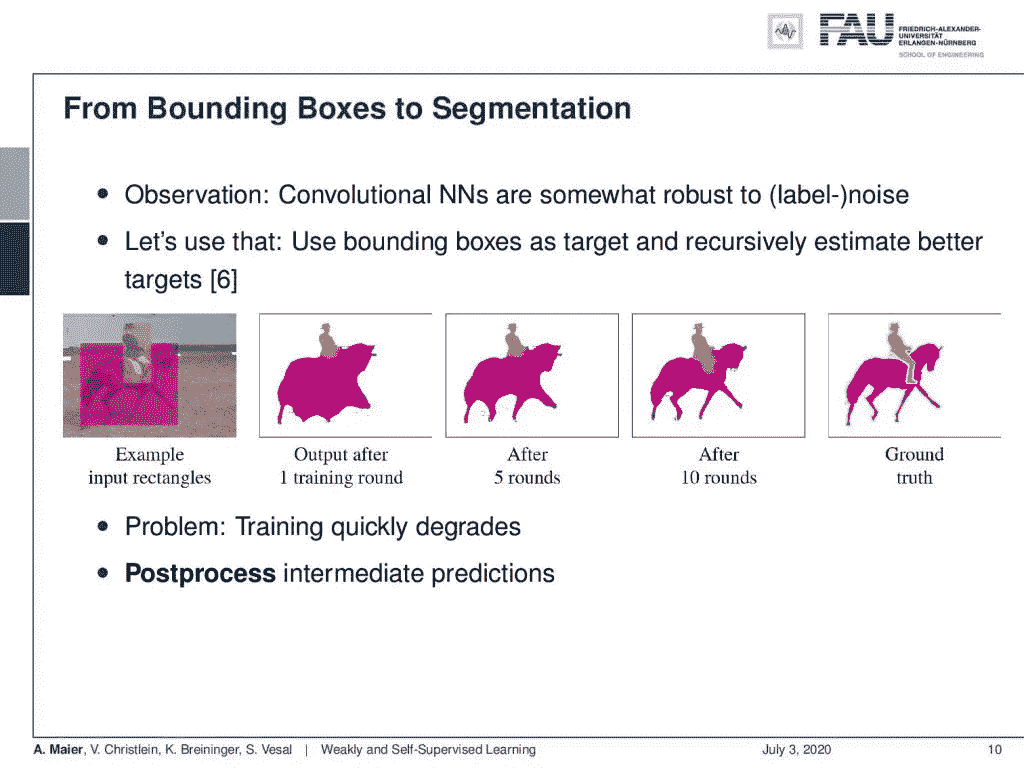 FAU
FRIEDRICH-ALEXANDER-
UNIVERSITÄT
ERLANGEN-NÜRNBERG
SCHOOL OF ENGINEERING
From Bounding Boxes to Segmentation
• Observation: Convolutional NNs are somewhat robust to (label-)noise
• Let's use that: Use bounding boxes as target and recursively estimate better
targets [6]
Example
input rectangles
Output after
1 training round
After
5 rounds
After
10 rounds
Ground
truth
• Problem: Training quickly degrades
• Postprocess intermediate predictions
A. Maier, V. Christlein, K. Breininger, S. Vesal | Weakly and Self-Supervised Learning July 3, 2020 10